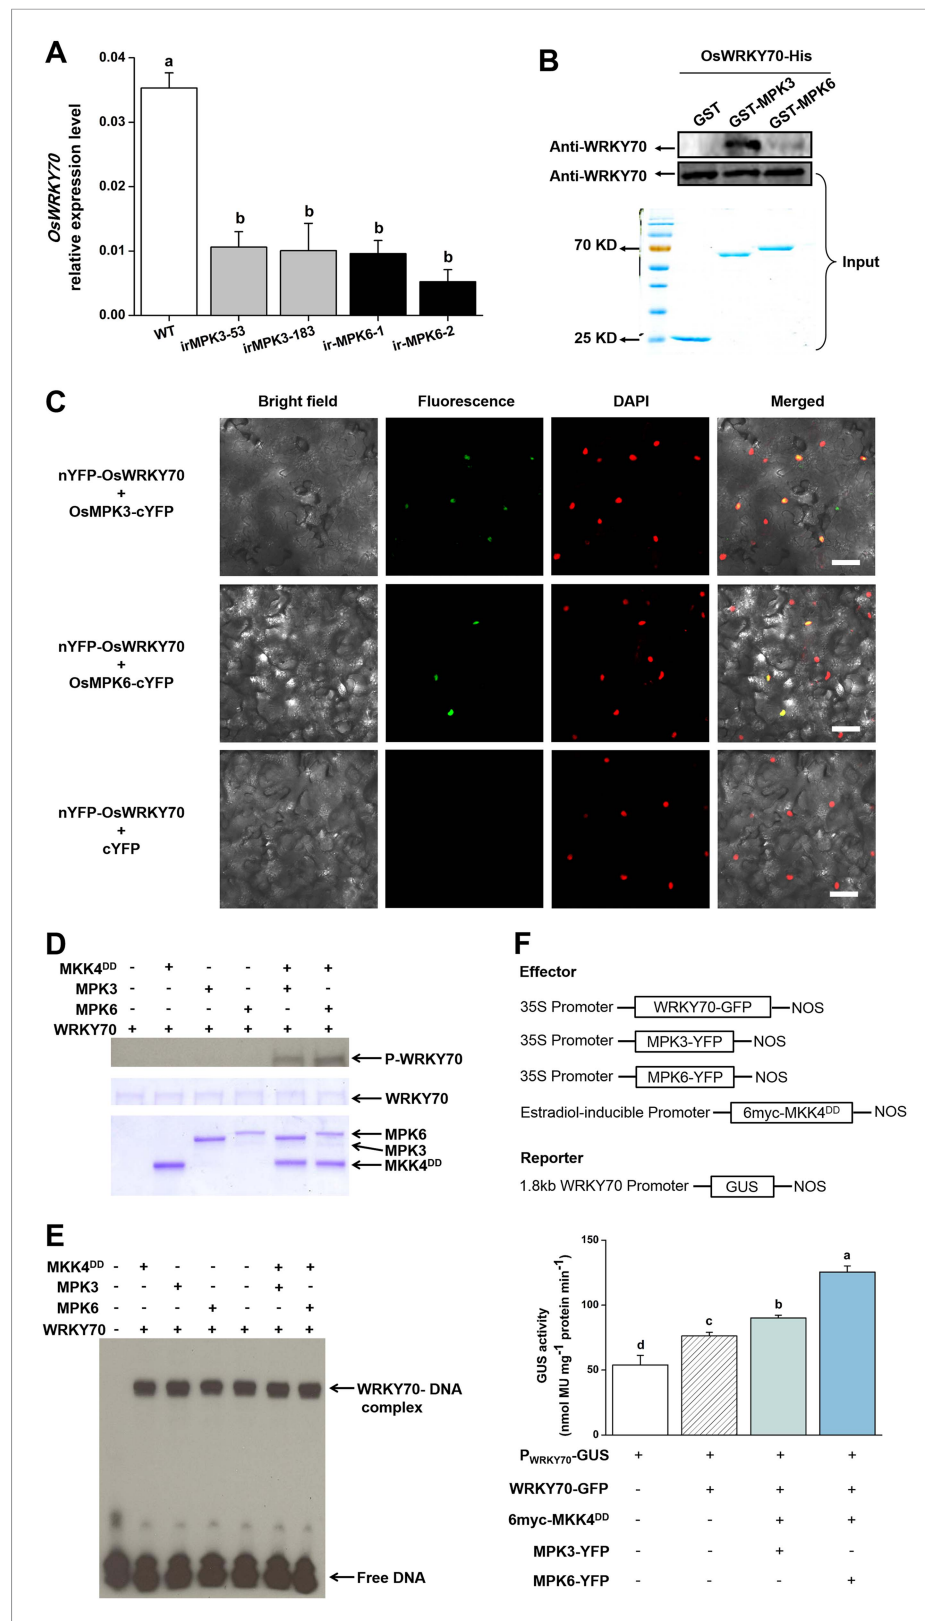 A
OsWRKY70
relative expression level
0.04
0.03
0.02
0.01
0.00
a
b
b
b
b
WT
irMPK3-53
irMPK3-183
ir-MPK6-1
ir-MPK6-2
B
OsWRKY70-His
GST
GST-MPK3
GST-MPK6
Anti-WRKY70
Anti-WRKY70
70 KD
25 KD
Input
C
Bright field Fluorescence DAPI Merged
nYFP-OsWRKY70
+
OsMPK3-cYFP
nYFP-OsWRKY70
+
OsMPK6-cYFP
nYFP-OsWRKY70
+
cYFP
D
MKK4DD - + - - + +
MPK3 - - + - + -
MPK6 - - - + - +
WRKY70 + + + + + +
P-WRKY70
WRKY70
MPK6
MPK3
MKK4DD
E
MKK4DD - + - - - + +
MPK3 - - + - - + -
MPK6 - - - + - - +
WRKY70 - + + + + + +
WRKY70- DNA
complex
Free DNA
F
Effector
35S Promoter WRKY70-GFP NOS
35S Promoter MPK3-YFP NOS
35S Promoter MPK6-YFP NOS
Estradiol-inducible Promoter 6myc-MKK4DD NOS
Reporter
1.8kb WRKY70 Promoter GUS NOS
GUS activity
(nmol MU mg-1 protein min-1)
150
100
50
0
d
c
b
a
PWRKY70-GUS + + + +
WRKY70-GFP - + + +
6myc-MKK4DD - - + +
MPK3-YFP - - + -
MPK6-YFP - - - +